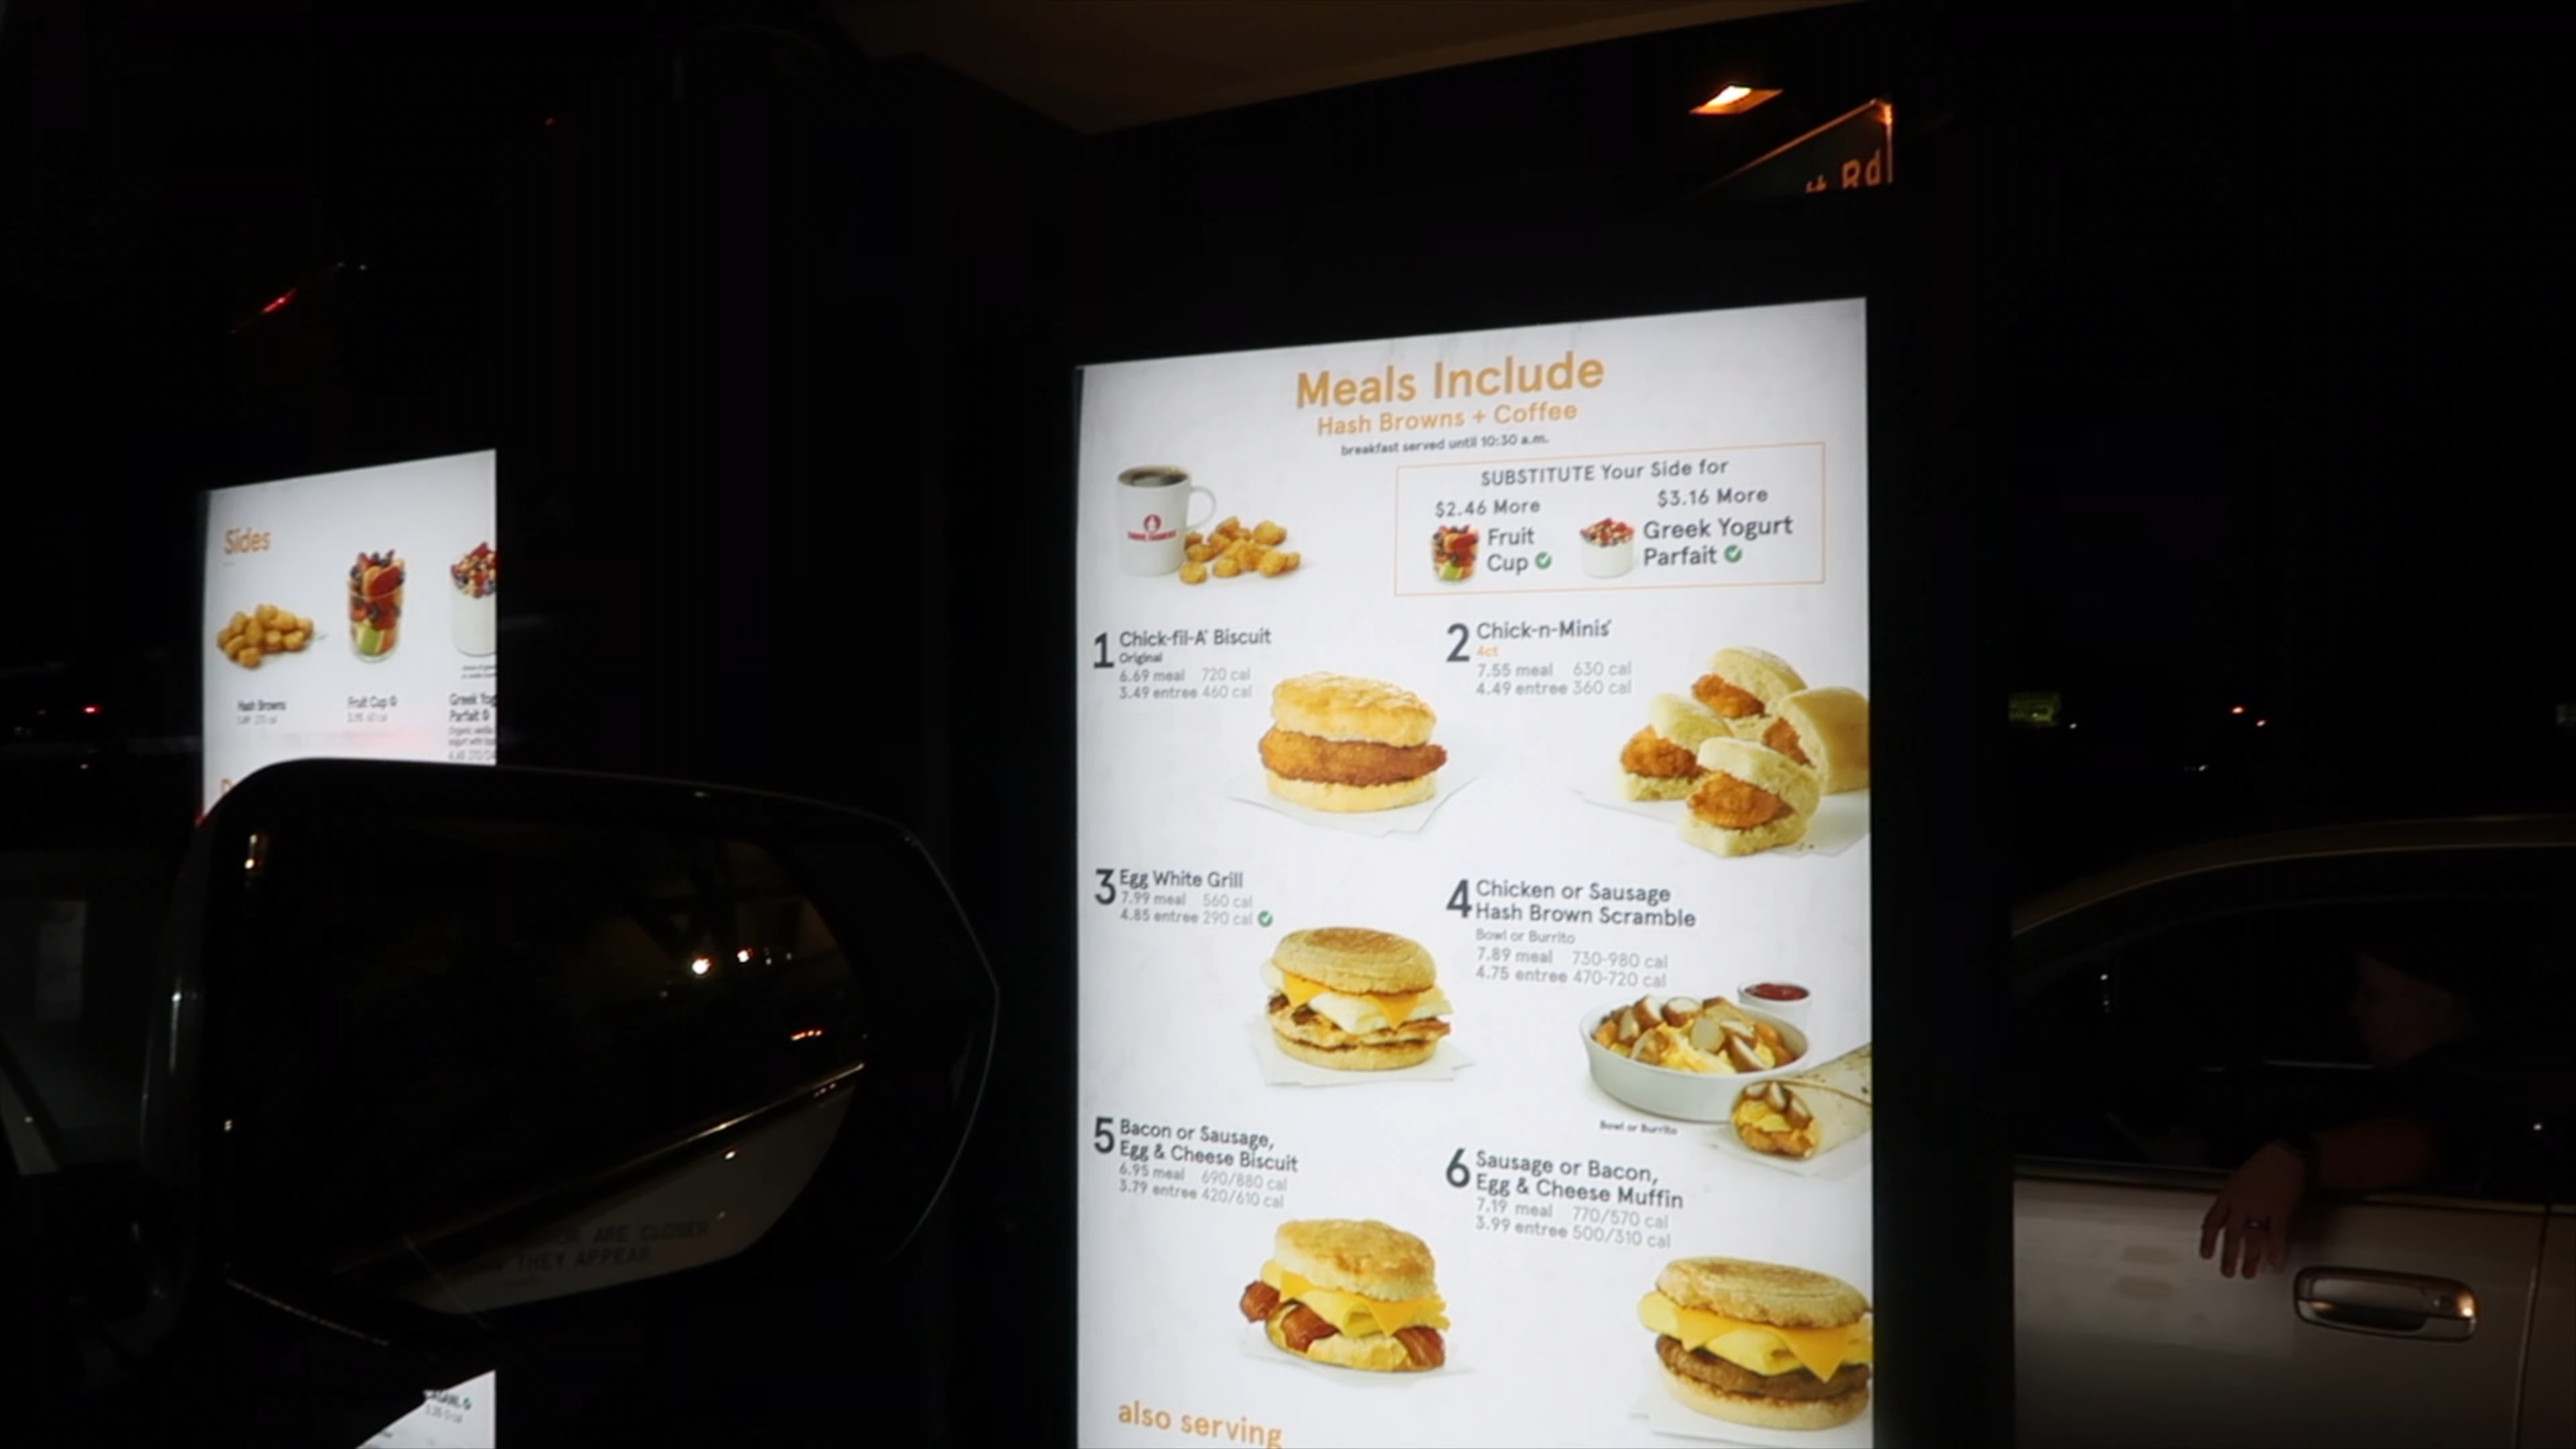 Rd
Meals Include
Hash Browns + Coffee
breakfast served until 10:30 a.m.
SUBSTITUTE Your Side for
$2.46 More
Fruit
Cup
$3.16 More
Greek Yogurt
Parfait
1 Chick-fil-A® Biscuit
Original
6.69 meal 720 cal
3.49 entree 460 cal
2 Chick-n-Minis®
4ct
7.55 meal 630 cal
4.49 entree 360 cal
3 Egg White Grill
7.99 meal 560 cal
4.85 entree 290 cal
4 Chicken or Sausage
Hash Brown Scramble
Bowl or Burrito
7.89 meal 730-980 cal
4.75 entree 470-720 cal
Bowl or Burrito
5 Bacon or Sausage,
Egg & Cheese Biscuit
6.95 meal 690/880 cal
3.79 entree 420/610 cal
6 Sausage or Bacon,
Egg & Cheese Muffin
7.19 meal 770/570 cal
3.99 entree 500/310 cal
also serving
Sides
Hash Browns
Fruit Cup
Greek Yog
Parfait
ARE CLOSER
THEY APPEAR